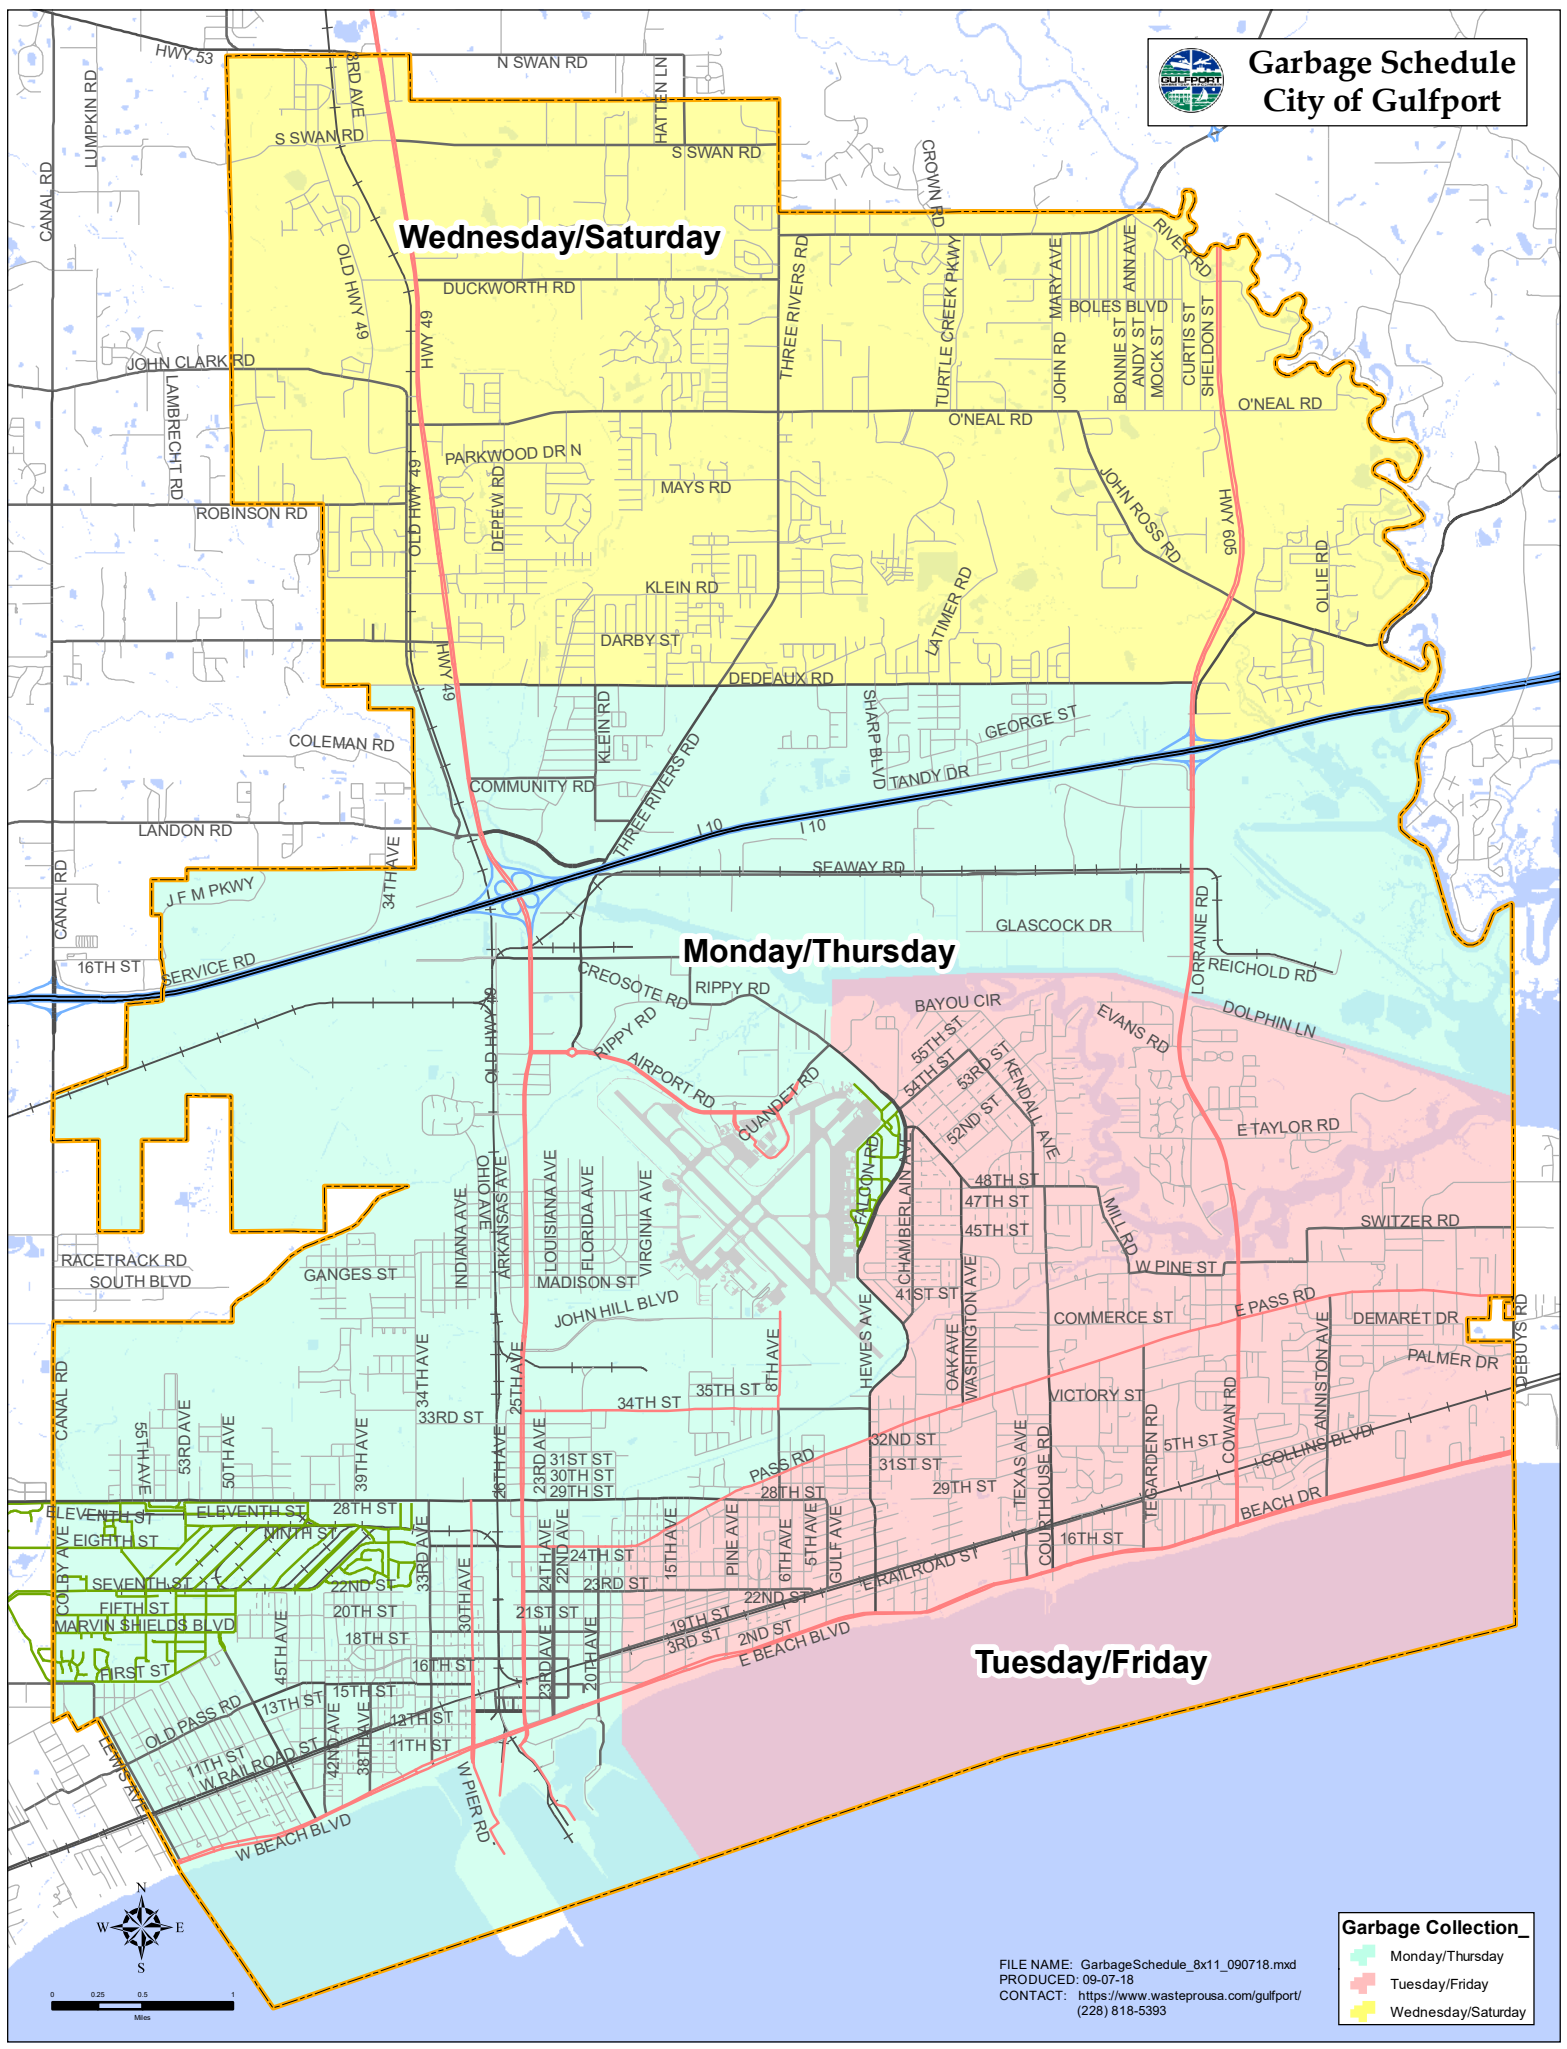 Garbage Schedule
City of Gulfport
GULFPORT
HWY 53
N SWAN RD
3RD AVE
HATTEN LN
LUMPKIN RD
CANAL RD
S SWAN RD
S SWAN RD
CROWN RD
Wednesday/Saturday
RIVER RD
OLD HWY 49
DUCKWORTH RD
THREE RIVERS RD
TURTLE CREEK PKWY
MARY AVE
ANN AVE
BOLES BLVD
JOHN RD
BONNIE ST
ANDY ST
MOCK ST
CURTIS ST
SHELDON ST
HWY 49
JOHN CLARK RD
LAMBRECHT RD
O'NEAL RD
O'NEAL RD
PARKWOOD DR N
DEPEW RD
OLD HWY 49
MAYS RD
JOHN ROSS RD
HWY 605
ROBINSON RD
OLLIE RD
KLEIN RD
LATIMER RD
DARBY ST
HWY 49
DEDEAUX RD
KLEIN RD
SHARP BLVD
GEORGE ST
COLEMAN RD
TANDY DR
COMMUNITY RD
THREE RIVERS RD
I 10
I 10
LANDON RD
34TH AVE
SEAWAY RD
CANAL RD
J F M PKWY
LORRAINE RD
GLASCOCK DR
Monday/Thursday
16TH ST
SERVICE RD
CREOSOTE RD
RIPPY RD
REICHOLD RD
BAYOU CIR
DOLPHIN LN
OLD HWY 49
RIPPY RD
EVANS RD
55TH ST
54TH ST
53RD ST
KENDALL AVE
AIRPORT RD
CUANDET RD
52ND ST
E TAYLOR RD
FALCON RD
CHAMBERLAIN AVE
OHIO AVE
INDIANA AVE
ARKANSAS AVE
LOUISIANA AVE
FLORIDA AVE
VIRGINIA AVE
48TH ST
47TH ST
45TH ST
MILL RD
SWITZER RD
RACETRACK RD
SOUTH BLVD
GANGES ST
MADISON ST
W PINE ST
41ST ST
WASHINGTON AVE
JOHN HILL BLVD
COMMERCE ST
E PASS RD
DEMARET DR
DEBUYS RD
HEWES AVE
OAK AVE
CANAL RD
34TH AVE
25TH AVE
8TH AVE
PALMER DR
35TH ST
34TH ST
VICTORY ST
ANNISTON AVE
33RD ST
COWAN RD
55TH AVE
53RD AVE
50TH AVE
39TH AVE
26TH AVE
23RD AVE
31ST ST
30TH ST
29TH ST
PASS RD
32ND ST
31ST ST
29TH ST
TEXAS AVE
COURTHOUSE RD
TEGARDEN RD
5TH ST
COLLINS BLVD
28TH ST
BEACH DR
ELEVENTH ST
ELEVENTH ST
28TH ST
EIGHTH ST
NINTH ST
COLBY AVE
33RD AVE
30TH AVE
24TH AVE
22ND AVE
24TH ST
15TH AVE
PINE AVE
6TH AVE
5TH AVE
GULF AVE
16TH ST
SEVENTH ST
22ND ST
23RD ST
22ND ST
E RAILROAD ST
FIFTH ST
20TH ST
21ST ST
MARVIN SHIELDS BLVD
45TH AVE
18TH ST
19TH ST
3RD ST
2ND ST
E BEACH BLVD
FIRST ST
16TH ST
23RD AVE
20TH AVE
Tuesday/Friday
15TH ST
13TH ST
OLD PASS RD
12TH ST
11TH ST
42ND AVE
38TH AVE
LEWIS AVE
11TH ST
W RAILROAD ST
W PIER RD
W BEACH BLVD
N
W
E
S
0
0.25
0.5
1
Miles
FILE NAME: GarbageSchedule_8x11_090718.mxd
PRODUCED: 09-07-18
CONTACT: https://www.wasteprousa.com/gulfport/
(228) 818-5393
Garbage Collection_
Monday/Thursday
Tuesday/Friday
Wednesday/Saturday